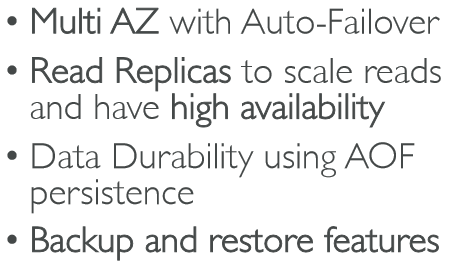 • Multi AZ with Auto-Failover
• Read Replicas to scale reads
and have high availability
• Data Durability using AOF
persistence
• Backup and restore features